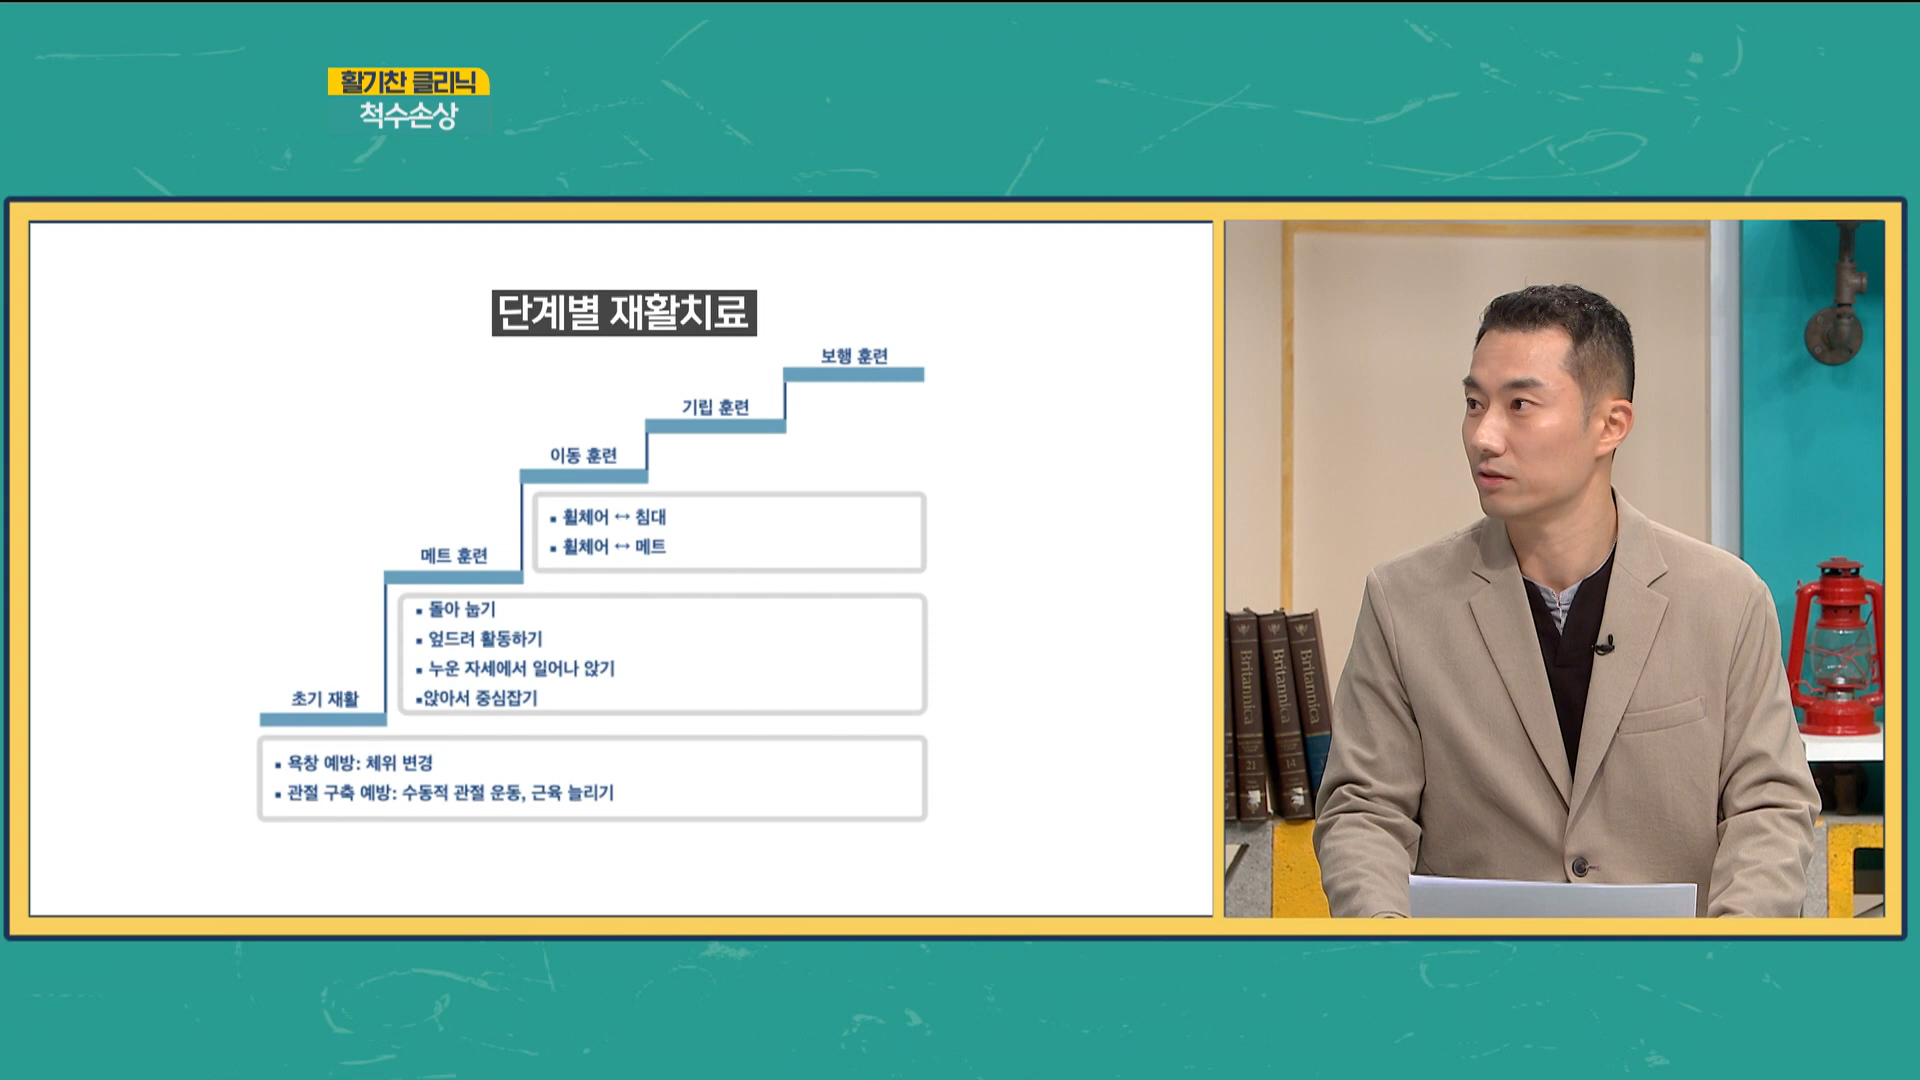 활기찬 클리닉
척수손상
단계별 재활치료
보행 훈련
기립 훈련
이동 훈련
▪ 휠체어 ↔ 침대
▪ 휠체어 ↔ 메트
메트 훈련
▪ 돌아 눕기
▪ 엎드려 활동하기
▪ 누운 자세에서 일어나 앉기
▪앉아서 중심잡기
초기 재활
▪ 욕창 예방: 체위 변경
▪ 관절 구축 예방: 수동적 관절 운동, 근육 늘리기
Britannica
21
Britannica
14
Britannica